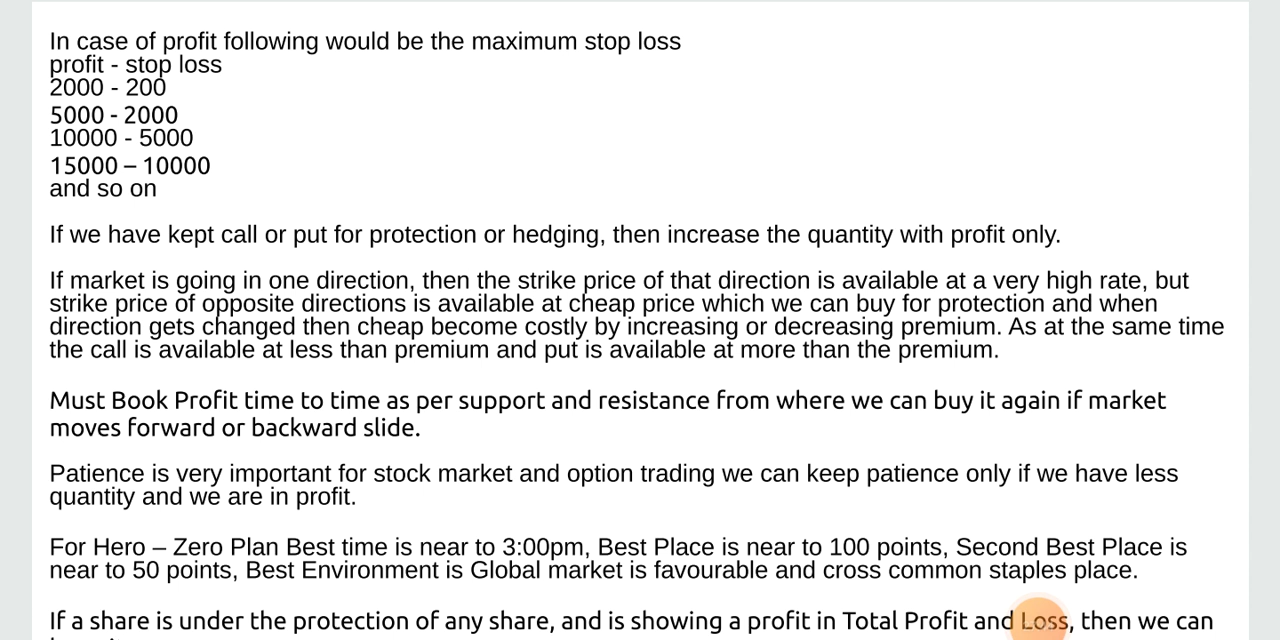 In case of profit following would be the maximum stop loss
profit - stop loss
2000 - 200
5000 - 2000
10000 - 5000
15000 – 10000
and so on
If we have kept call or put for protection or hedging, then increase the quantity with profit only.
If market is going in one direction, then the strike price of that direction is available at a very high rate, but
strike price of opposite directions is available at cheap price which we can buy for protection and when
direction gets changed then cheap become costly by increasing or decreasing premium. As at the same time
the call is available at less than premium and put is available at more than the premium.
Must Book Profit time to time as per support and resistance from where we can buy it again if market
moves forward or backward slide.
Patience is very important for stock market and option trading we can keep patience only if we have less
quantity and we are in profit.
For Hero – Zero Plan Best time is near to 3:00pm, Best Place is near to 100 points, Second Best Place is
near to 50 points, Best Environment is Global market is favourable and cross common staples place.
If a share is under the protection of any share, and is showing a profit in Total Profit and Loss, then we can